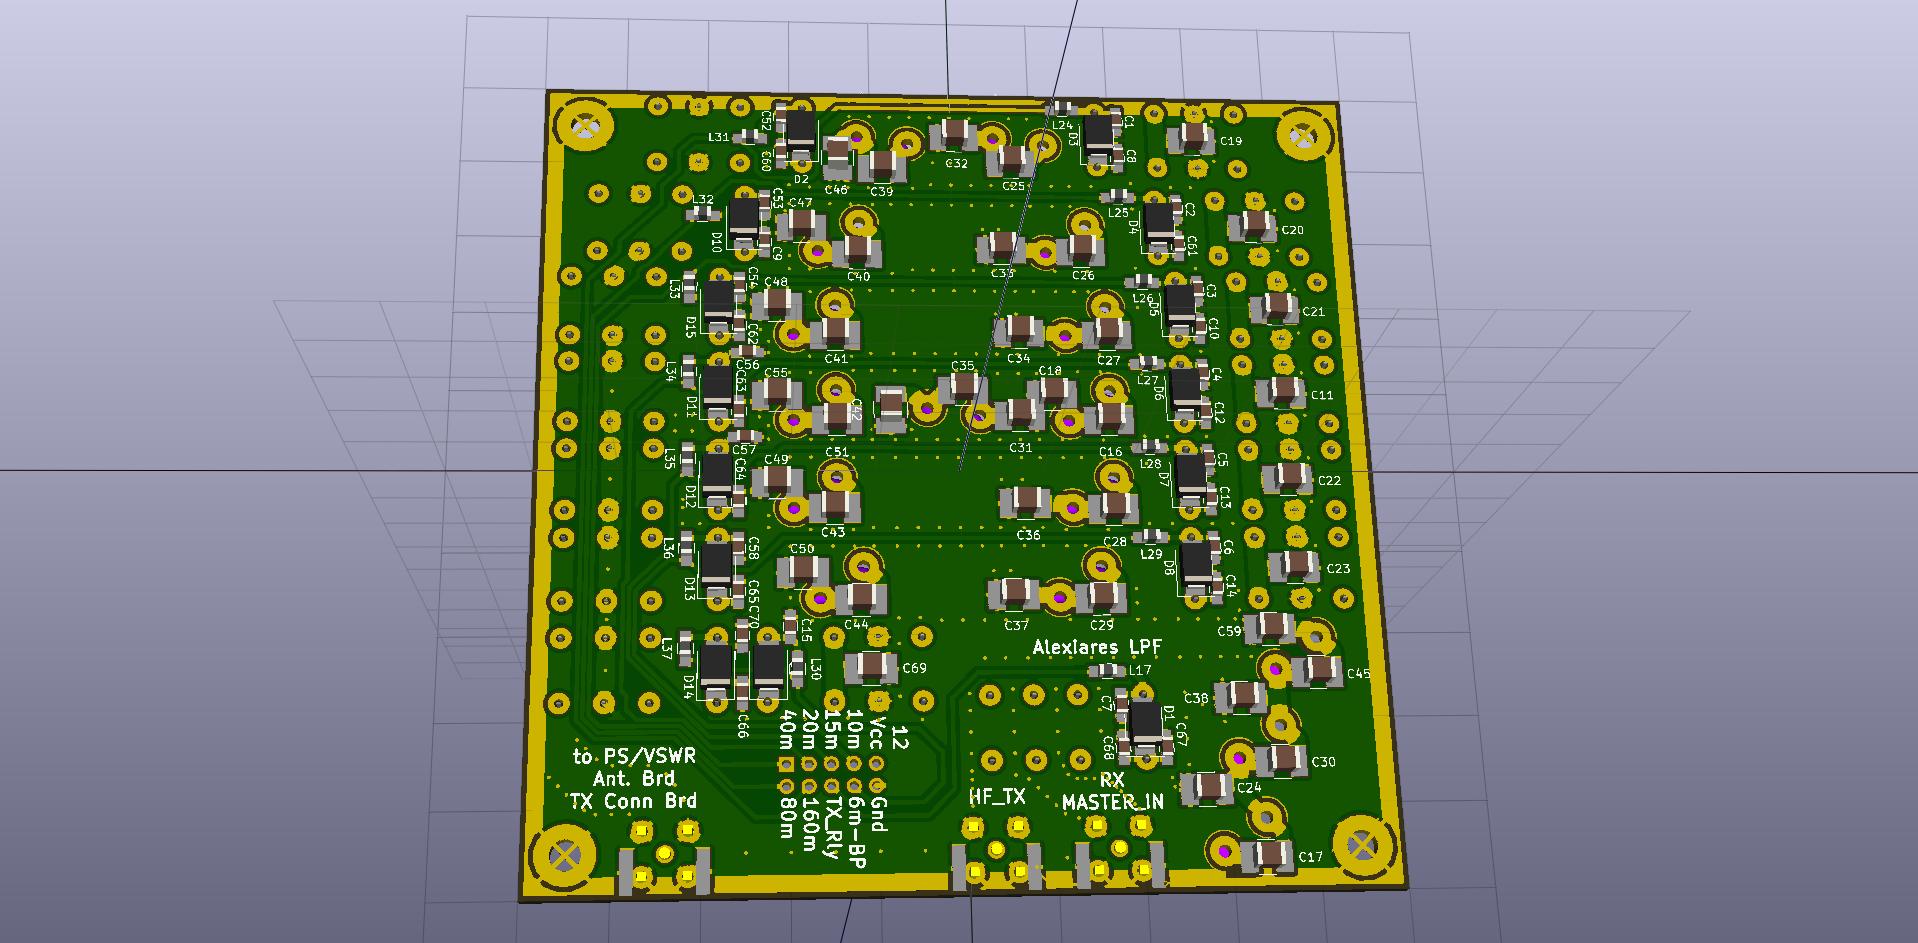 C52
L31
C60
D2
C46
C39
C32
C25
L24
D3
C1
C8
C19
L32
C53
D10
C9
C47
C40
C33
C26
L25
D4
C2
C61
C20
L33
C54
D15
C62
C48
C41
C34
C27
L26
D5
C3
C10
C21
C56
L34
D11
C63
C55
C42
C35
C18
C31
C16
L27
D6
C4
C12
C11
C57
L35
D12
C64
C49
C51
C43
C36
C28
L28
D7
C5
C13
C22
L36
D13
C58
C65
C50
C44
C37
C29
L29
D8
C6
C14
C23
C70
C15
L37
D14
C66
L30
C69
Alexiares LPF
L17
C59
C45
C38
C7
D1
C68
C67
C30
C24
C17
to PS/VSWR
Ant. Brd
TX Conn Brd
40m
20m
15m
10m
Vcc
12
80m
160m
TX_Rly
6m-BP
Gnd
HF_TX
RX
MASTER_IN